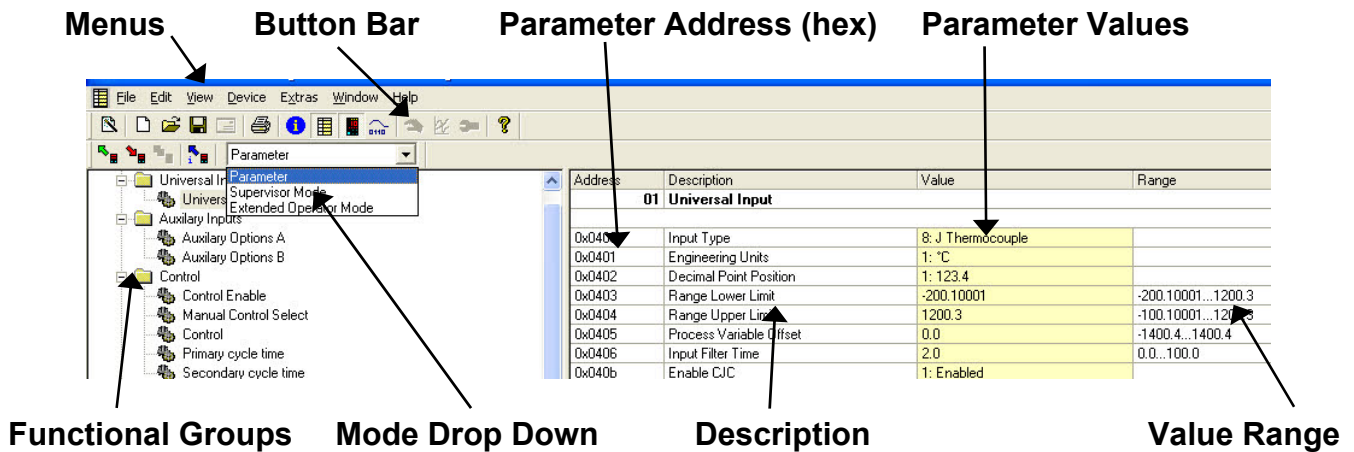 Menus Button Bar Parameter Address (hex) Parameter Values
File Edit View Device Extras Window Help
Parameter
Parameter
Supervisor Mode
Extended Operator Mode
Auxilary Inputs
Auxilary Options A
Auxilary Options B
Control
Control Enable
Manual Control Select
Control
Primary cycle time
Secondary cycle time
Address Description Value Range
01 Universal Input
Input Type 8: J Thermocouple
0x0401 Engineering Units 1: °C
0x0402 Decimal Point Position 1: 123.4
0x0403 Range Lower Limit -200.10001 -200.10001...1200.3
0x0404 Range Upper 1200.3
0x0405 Process Variable Offset 0.0 -1400.4...1400.4
0x0406 Input Filter Time 2.0 0.0...100.0
0x040b Enable CJC 1: Enabled
Functional Groups Mode Drop Down Description Value Range